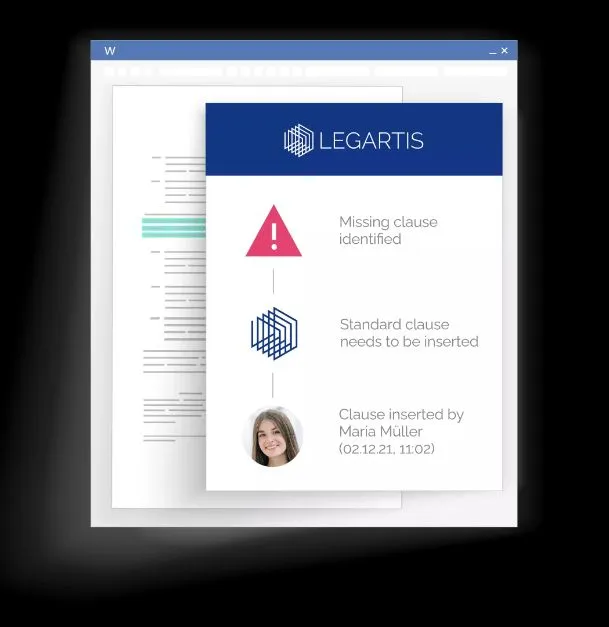 W
LEGARTIS
Missing clause
identified
Standard clause
needs to be inserted
Clause inserted by
Maria Müller
(02.12.21, 11:02)